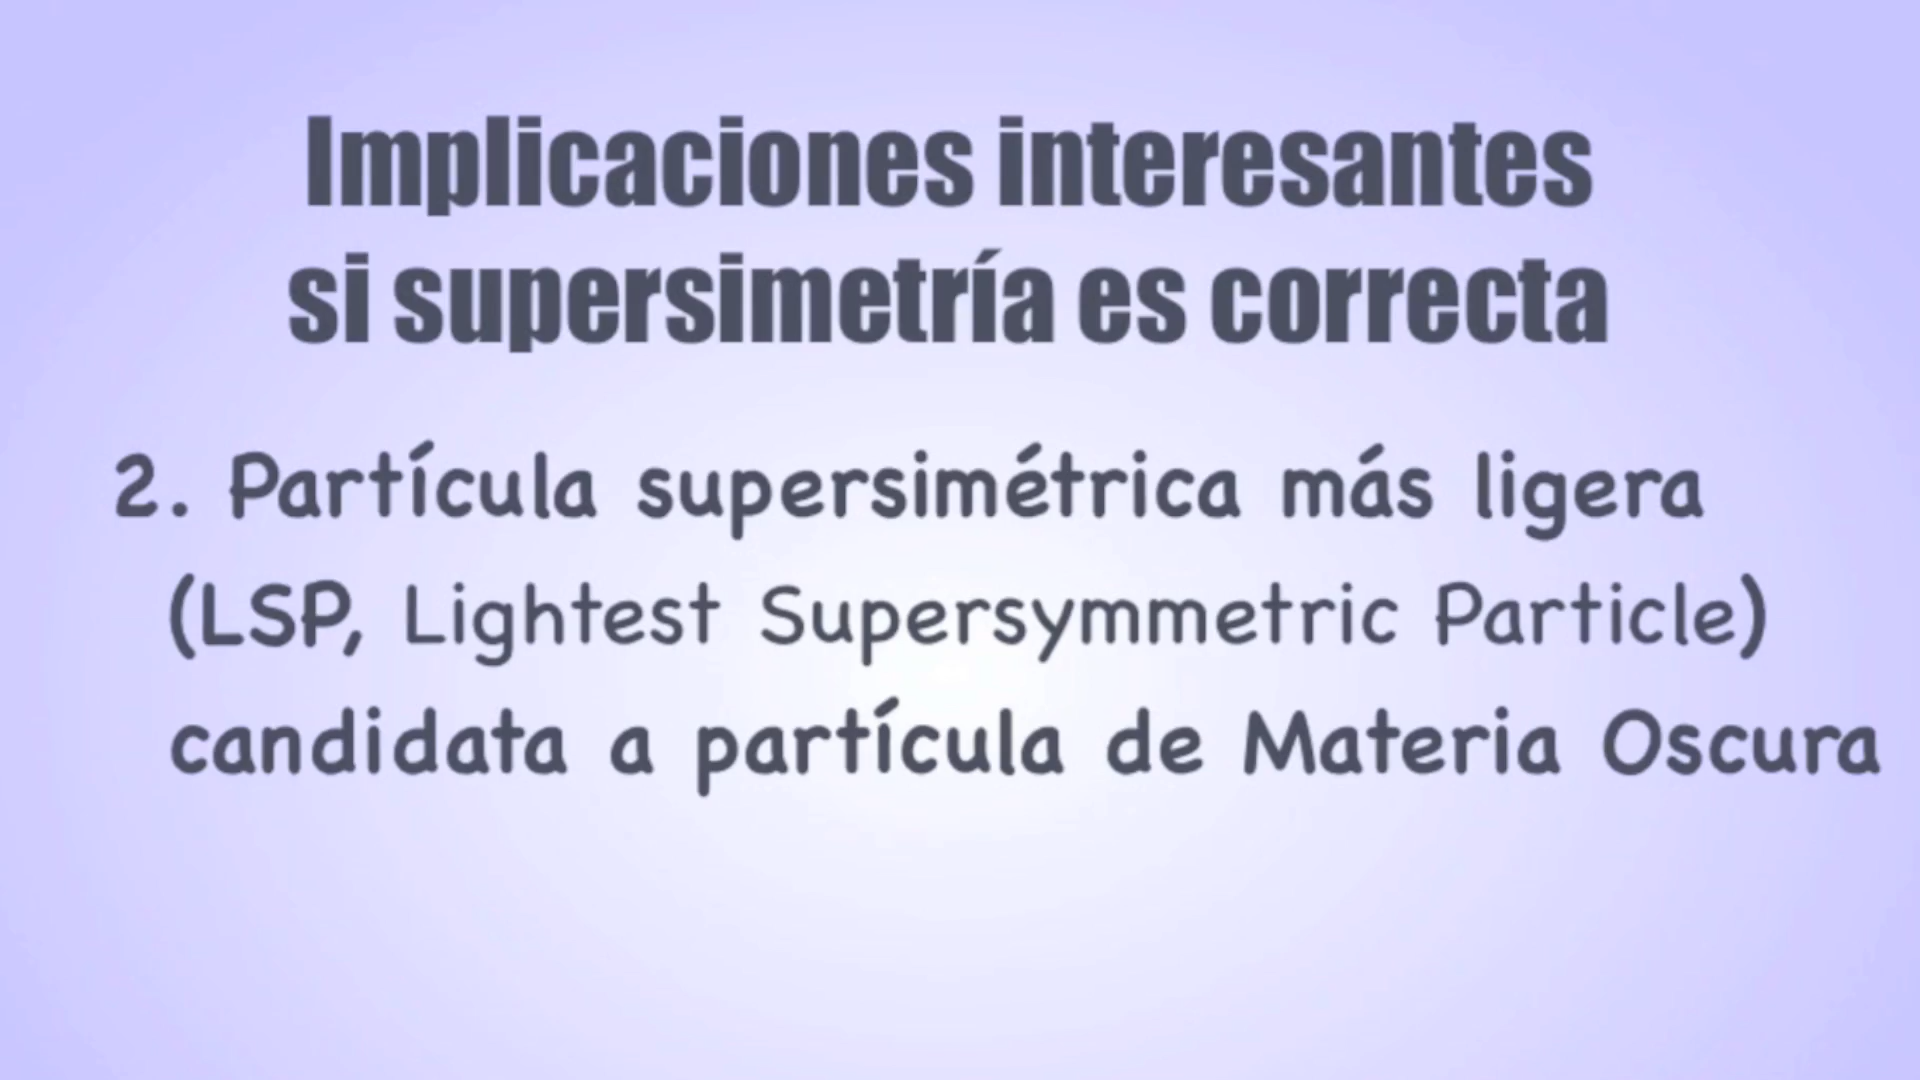 Implicaciones interesantes
si supersimetría es correcta
2. Partícula supersimétrica más ligera
(LSP, Lightest Supersymmetric Particle)
candidata a partícula de Materia Oscura